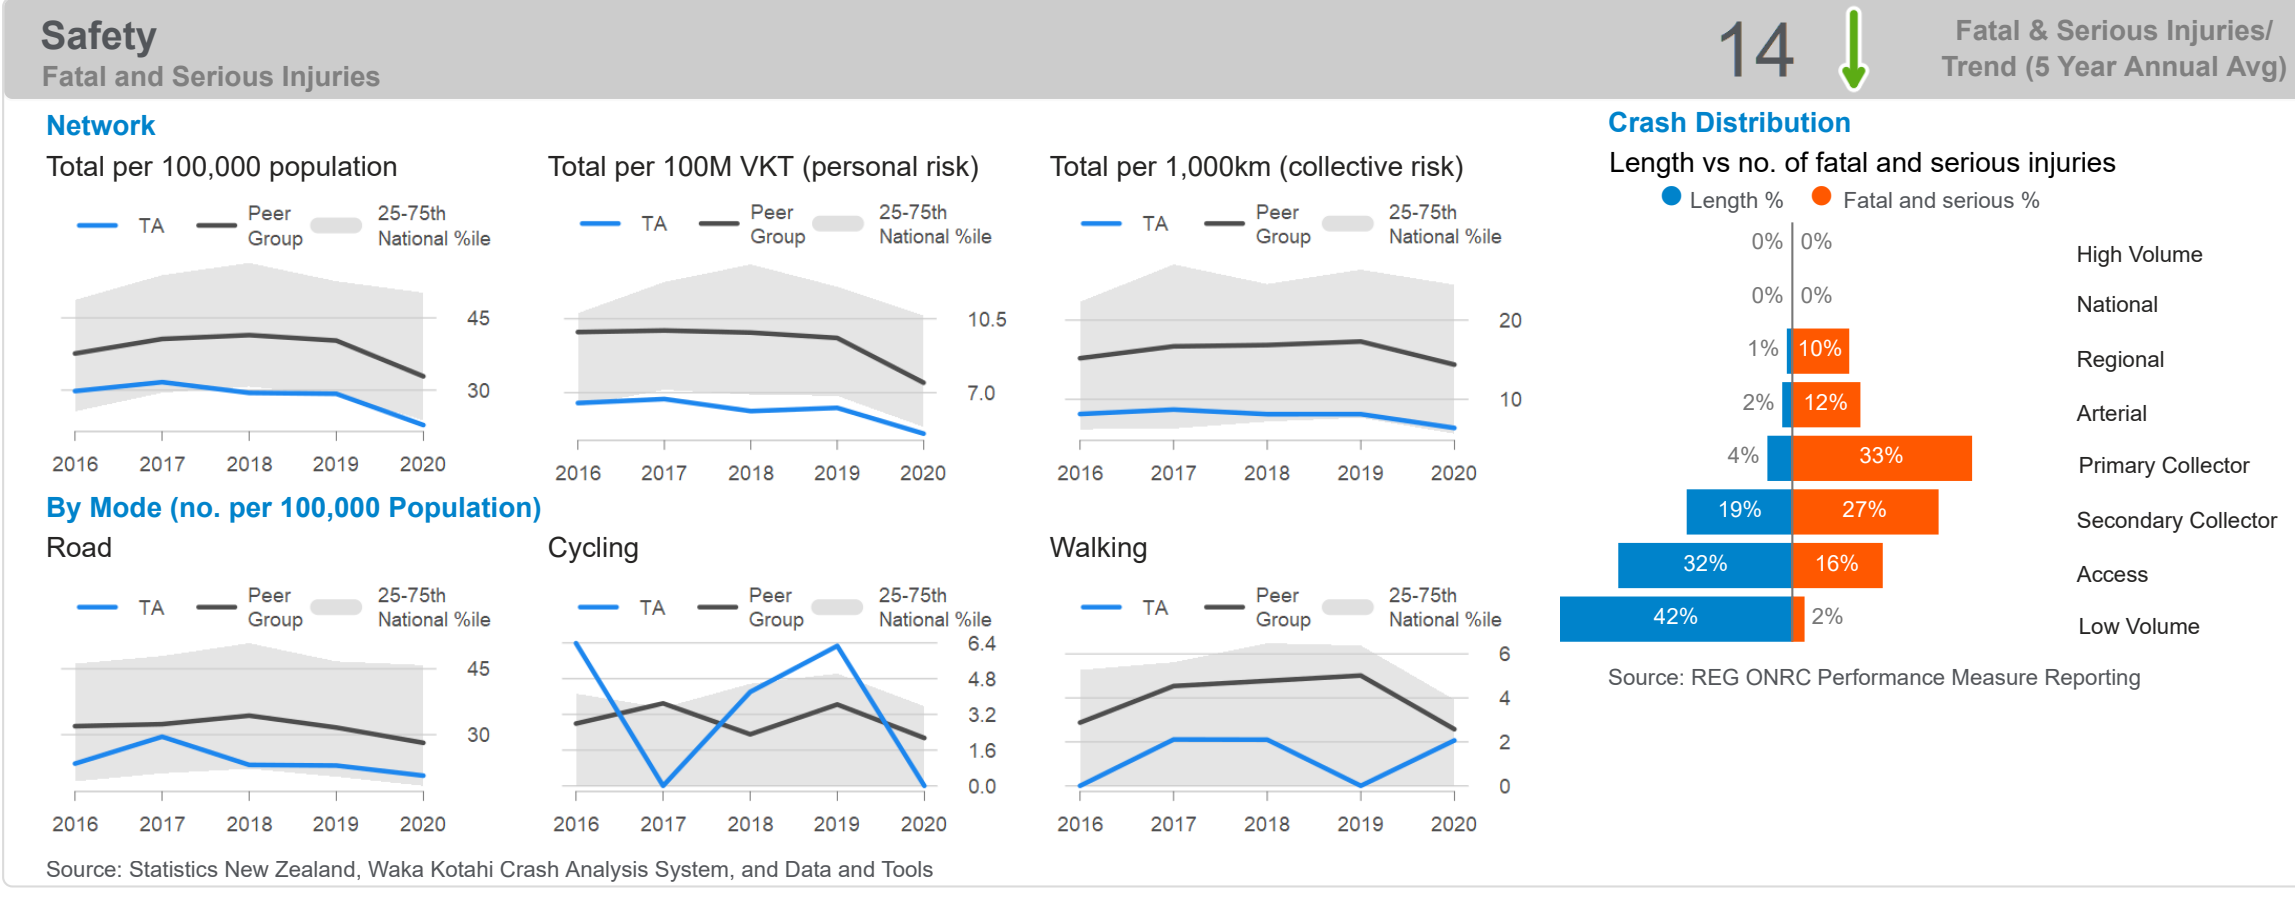 Safety
Fatal and Serious Injuries
14
Fatal & Serious Injuries/
Trend (5 Year Annual Avg)
Network
Total per 100,000 population
TA
Peer
Group
25-75th
National %ile
45
30
2016 2017 2018 2019 2020
Total per 100M VKT (personal risk)
TA
Peer
Group
25-75th
National %ile
10.5
7.0
2016 2017 2018 2019 2020
Total per 1,000km (collective risk)
TA
Peer
Group
25-75th
National %ile
20
10
2016 2017 2018 2019 2020
By Mode (no. per 100,000 Population)
Road
TA
Peer
Group
25-75th
National %ile
45
30
2016 2017 2018 2019 2020
Cycling
TA
Peer
Group
25-75th
National %ile
6.4
4.8
3.2
1.6
0.0
2016 2017 2018 2019 2020
Walking
TA
Peer
Group
25-75th
National %ile
6
4
2
0
2016 2017 2018 2019 2020
Source: Statistics New Zealand, Waka Kotahi Crash Analysis System, and Data and Tools
Crash Distribution
Length vs no. of fatal and serious injuries
Length % Fatal and serious %
0% 0% High Volume
0% 0% National
1% 10% Regional
2% 12% Arterial
4% 33% Primary Collector
19% 27% Secondary Collector
32% 16% Access
42% 2% Low Volume
Source: REG ONRC Performance Measure Reporting